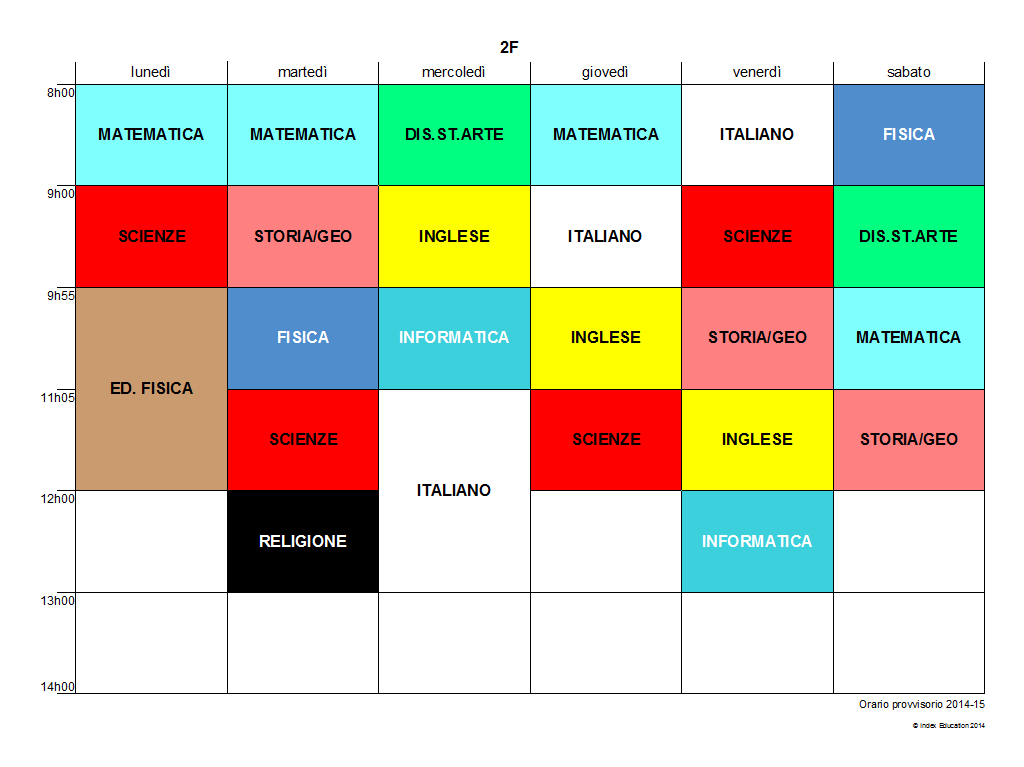 2F
lunedì martedì mercoledì giovedì venerdì sabato
8h00
MATEMATICA MATEMATICA DIS.ST.ARTE MATEMATICA ITALIANO FISICA
9h00
SCIENZE STORIA/GEO INGLESE ITALIANO SCIENZE DIS.ST.ARTE
9h55
FISICA INFORMATICA INGLESE STORIA/GEO MATEMATICA
ED. FISICA
11h05
SCIENZE SCIENZE INGLESE STORIA/GEO
ITALIANO
12h00
RELIGIONE INFORMATICA
13h00
14h00
Orario provvisorio 2014-15
© Index Education 2014